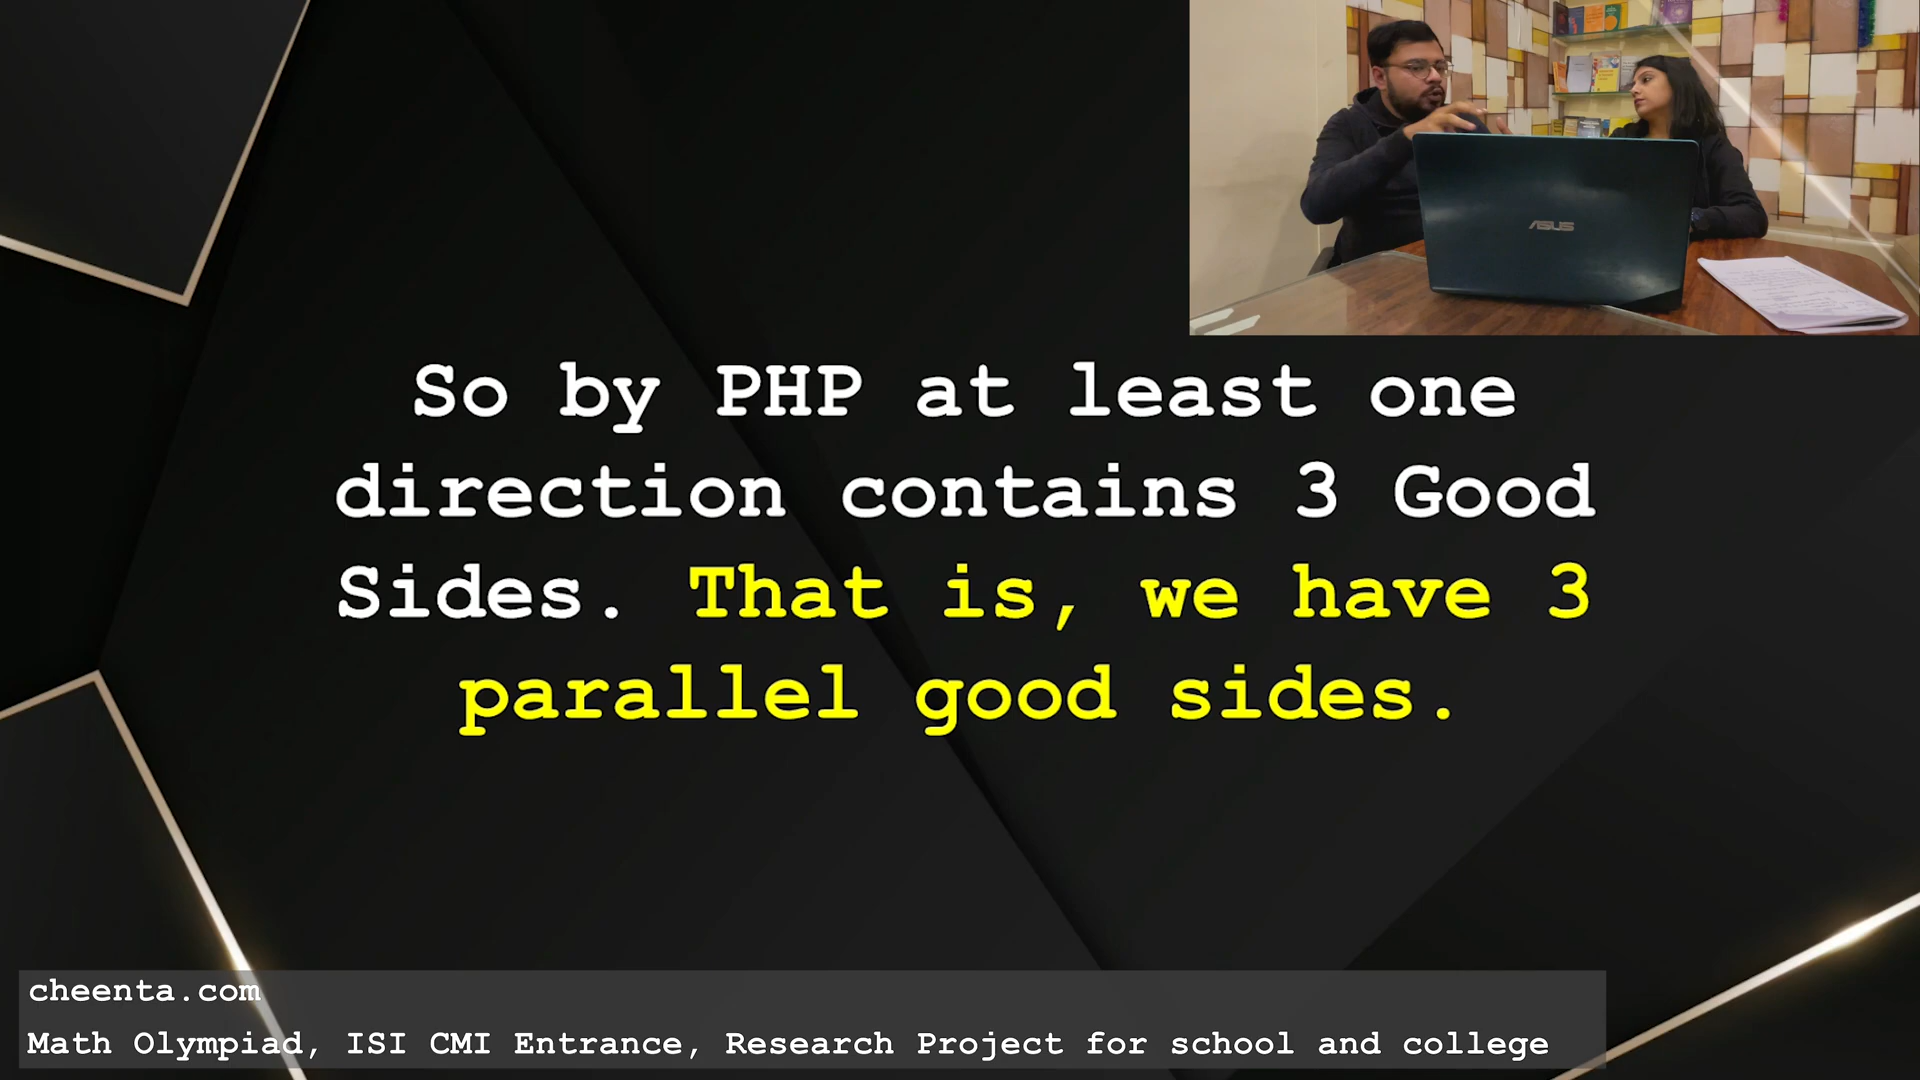 ASUS
So by PHP at least one
direction contains 3 Good
Sides. That is, we have 3
parallel good sides.
cheenta.com
Math Olympiad, ISI CMI Entrance, Research Project for school and college